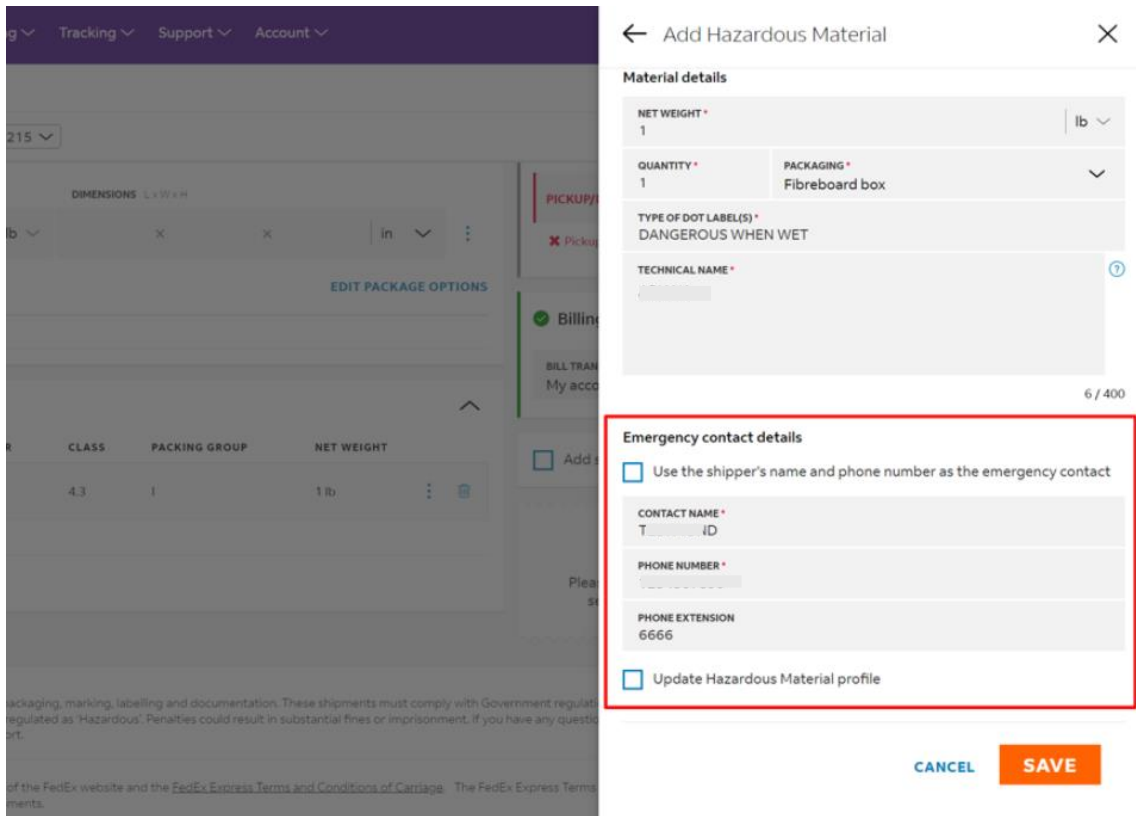 g Tracking Support Account
215
DIMENSIONS L x W x H
lb x x in
EDIT PACKAGE OPTIONS
R CLASS PACKING GROUP NET WEIGHT
4.3 I 1 lb
PICKUP/
Pickup
Billing
BILL TRAN
My acco
Add s
Plea
se
packaging, marking, labelling and documentation. These shipments must comply with Government regulati
regulated as 'Hazardous'. Penalties could result in substantial fines or imprisonment. If you have any questio
ort.
of the FedEx website and the FedEx Express Terms and Conditions of Carriage. The FedEx Express Terms
ments.
Add Hazardous Material
Material details
NET WEIGHT*
1 lb
QUANTITY* PACKAGING*
1 Fibreboard box
TYPE OF DOT LABEL(S)*
DANGEROUS WHEN WET
TECHNICAL NAME* ?
6 / 400
Emergency contact details
Use the shipper's name and phone number as the emergency contact
CONTACT NAME*
PHONE NUMBER*
PHONE EXTENSION
6666
Update Hazardous Material profile
CANCEL SAVE